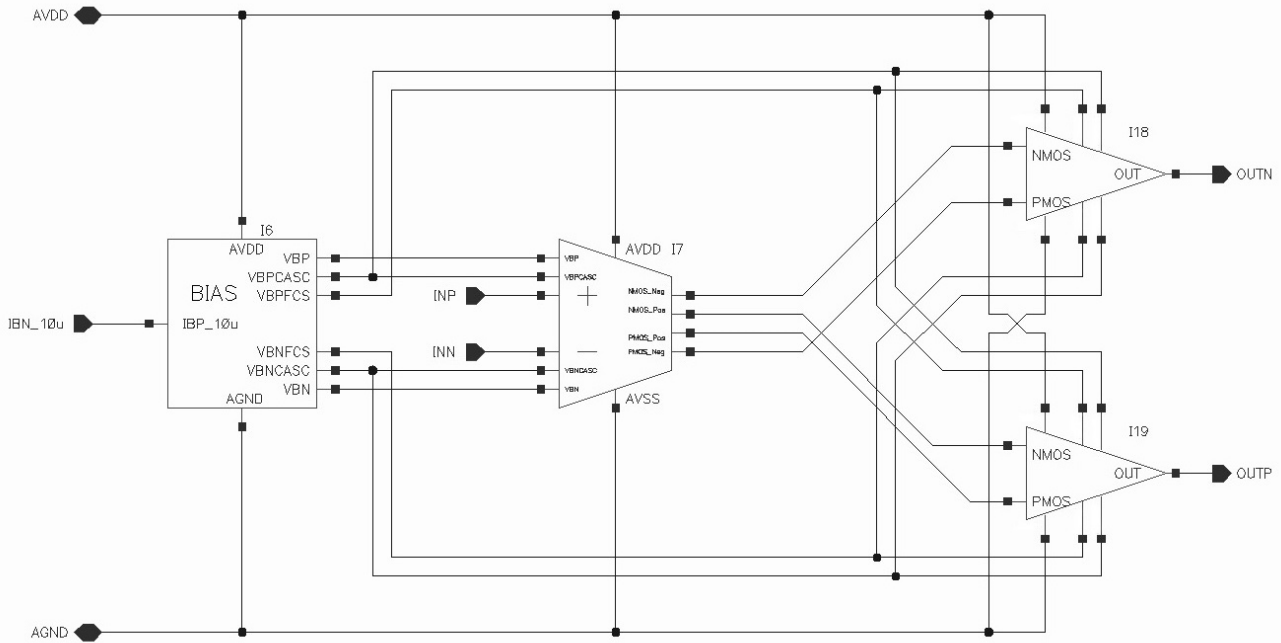 AVDD
I18
NMOS
OUT
OUTN
PMOS
I6
AVDD
AVDD I7
VBP
VBP
VBPCASC
VBPCASC
BIAS
VBPFCS
INP
+
NMOS_Neg
NMOS_Pos
IBN_10u
IBP_10u
PMOS_Pos
PMOS_Neg
VBNFCS
INN
—
VBNCASC
VBNCASC
VBN
VBN
AGND
AVSS
I19
NMOS
OUT
OUTP
PMOS
AGND